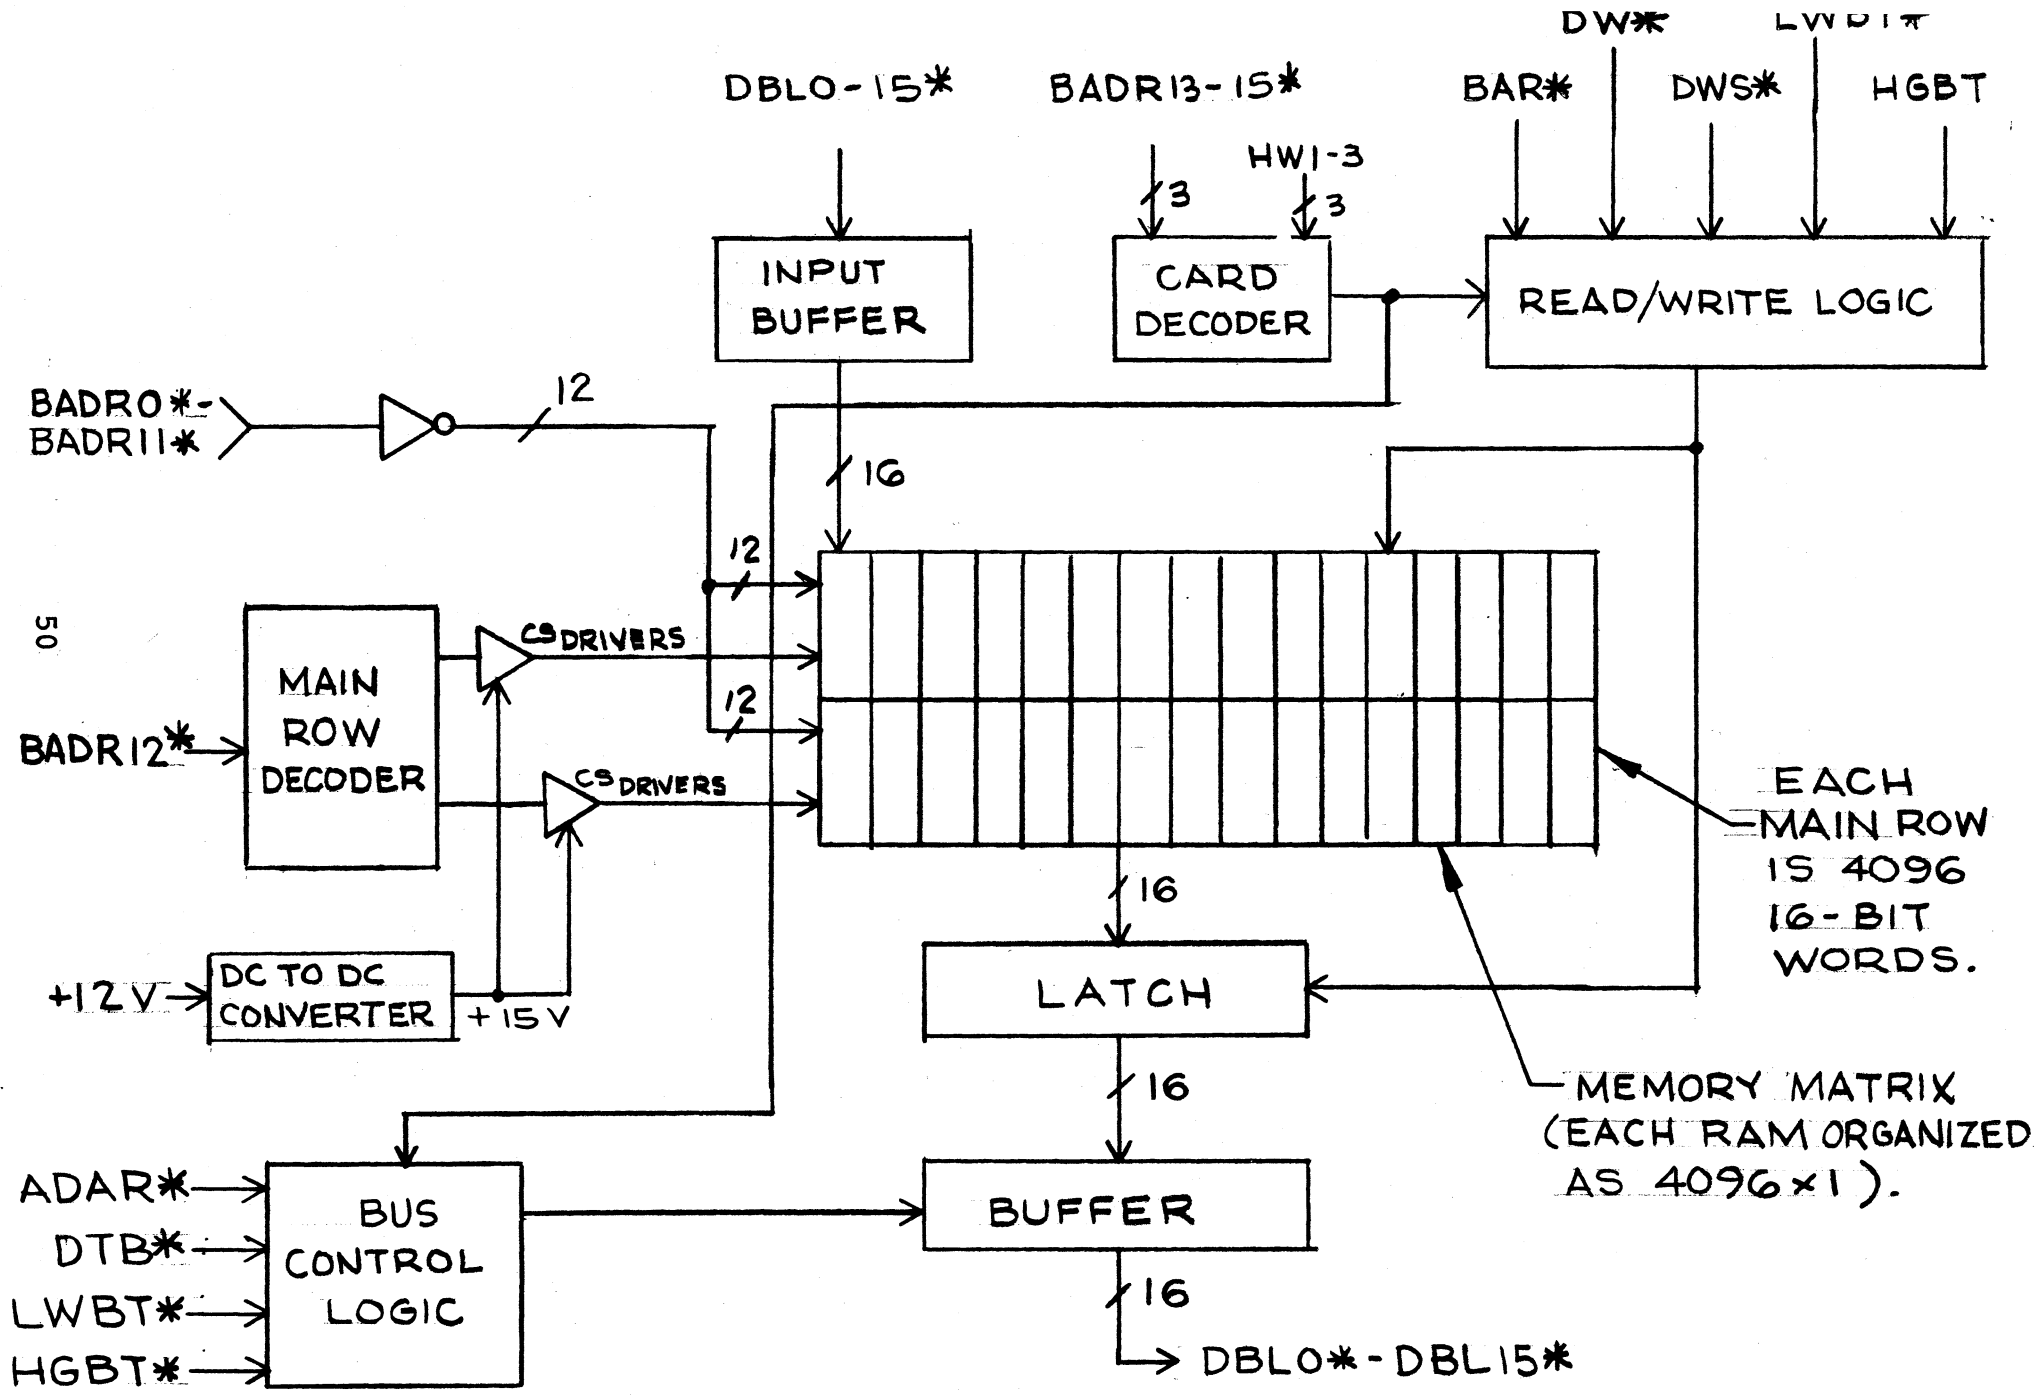 DW*
DBL0-15*
BADR13-15*
BAR*
DWS*
HGBT
HW1-3
3
3
INPUT
BUFFER
CARD
DECODER
READ/WRITE LOGIC
BADR0*-
BADR11*
12
16
12
CS DRIVERS
50
MAIN
ROW
DECODER
12
BADR12*
CS DRIVERS
EACH
MAIN ROW
IS 4096
16-BIT
WORDS.
16
+12V
DC TO DC
CONVERTER
+15V
LATCH
16
MEMORY MATRIX
(EACH RAM ORGANIZED
AS 4096x1).
ADAR*
DTB*
LWBT*
HGBT*
BUS
CONTROL
LOGIC
BUFFER
16
DBL0*-DBL15*